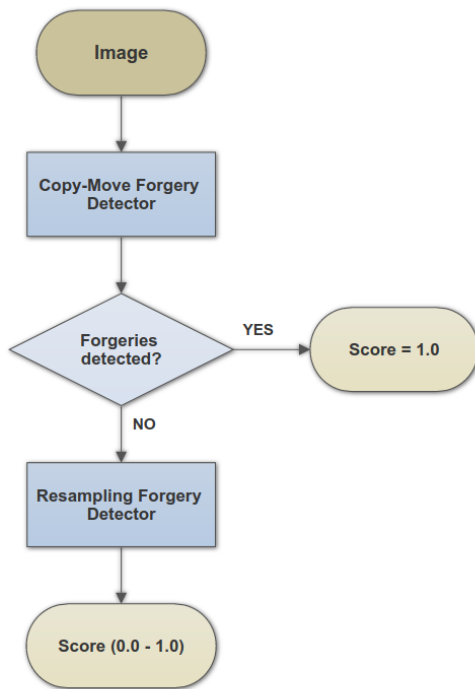 Image
Copy-Move Forgery
Detector
Forgeries
detected?
YES
Score = 1.0
NO
Resampling Forgery
Detector
Score (0.0 - 1.0)